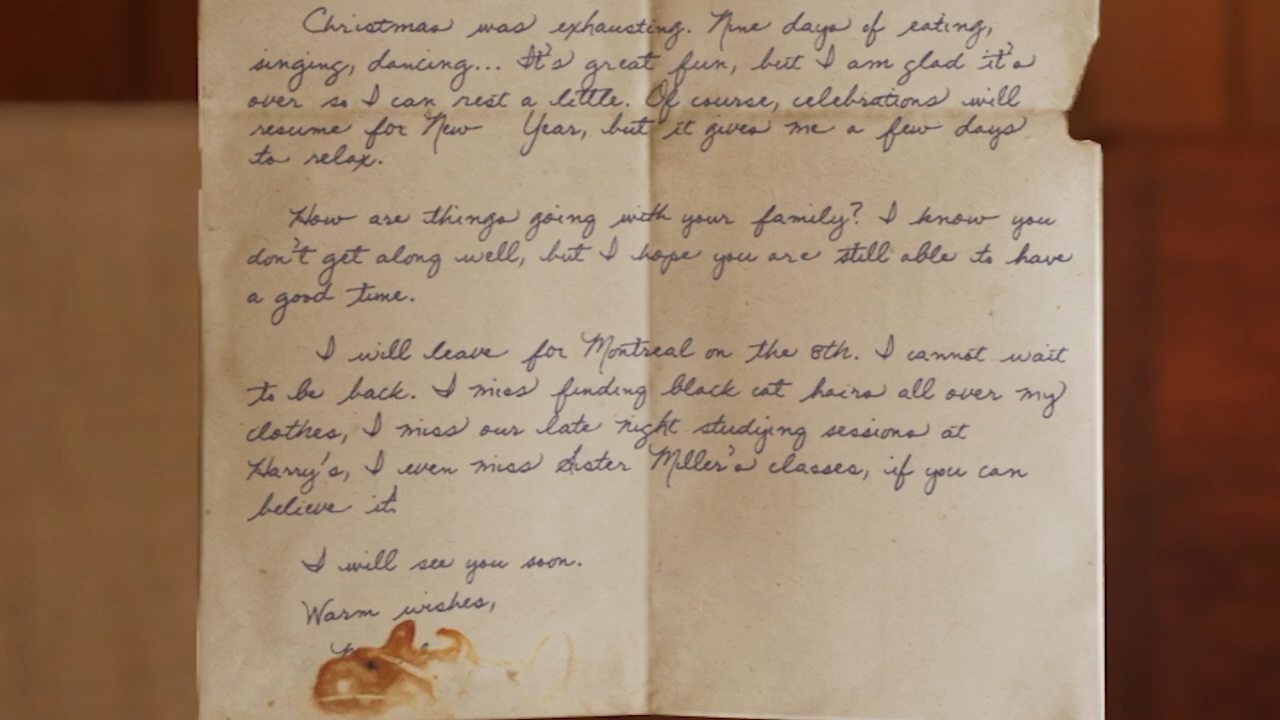 Christmas was exhausting. Nine days of eating,
singing, dancing... It's great fun, but I am glad it's
over so I can rest a little. Of course, celebrations will
resume for New Year, but it gives me a few days
to relax.
How are things going with your family? I know you
don't get along well, but I hope you are still able to have
a good time.
I will leave for Montreal on the 8th. I cannot wait
to be back. I miss finding black cat hairs all over my
clothes, I miss our late night studying sessions at
Harry's, I even miss Sister Miller's classes, if you can
believe it.
I will see you soon.
Warm wishes,